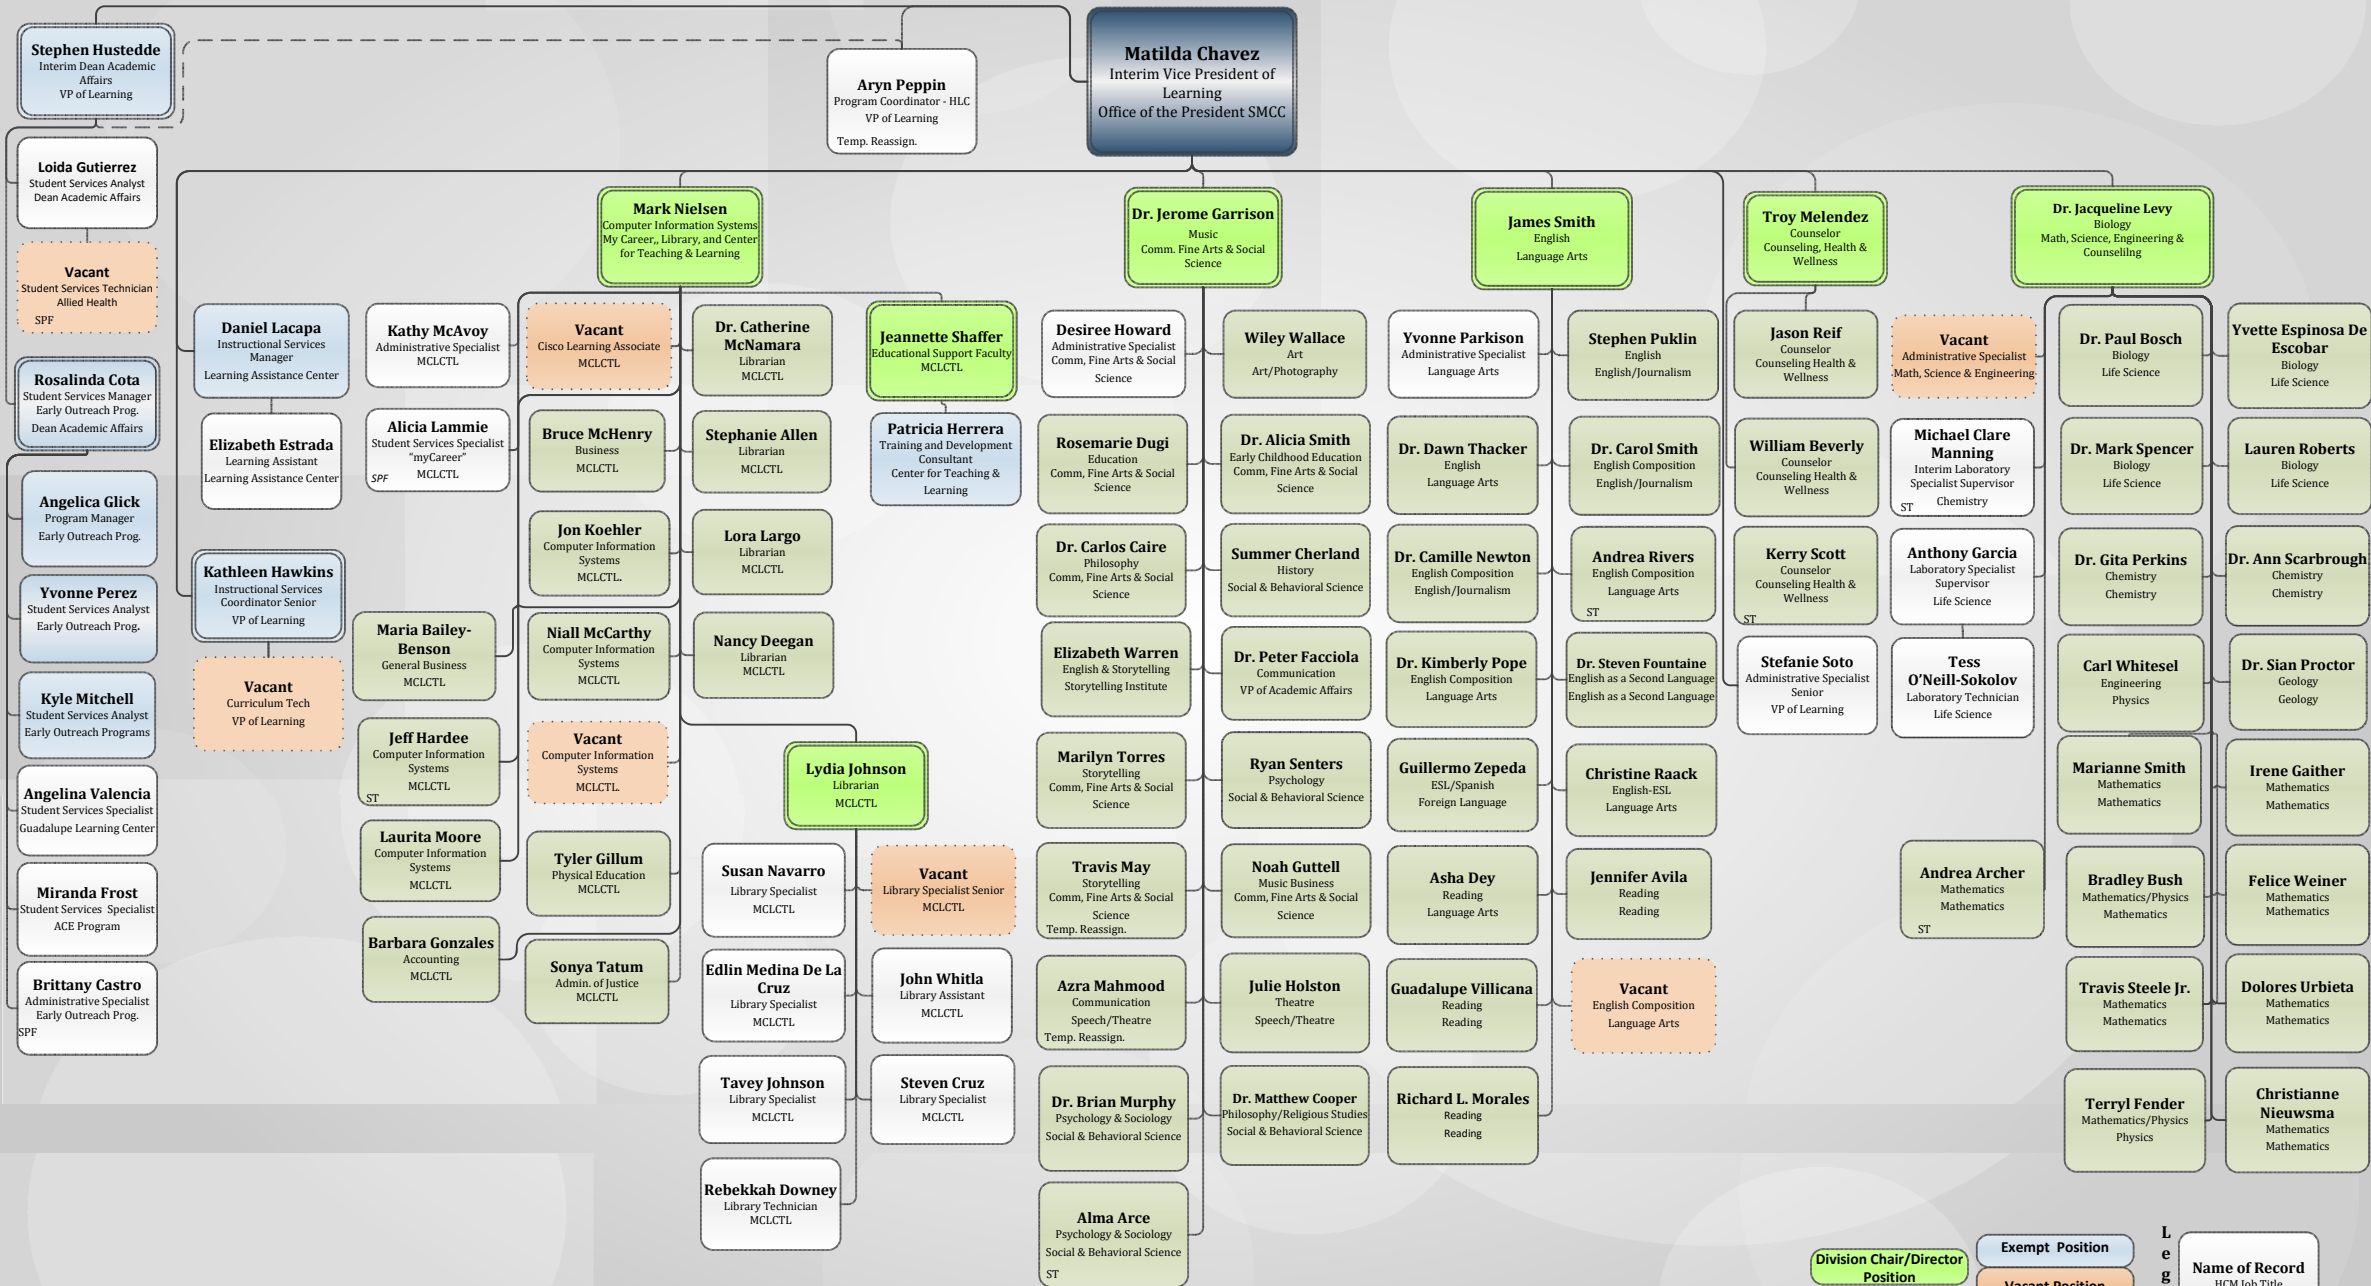 Matilda Chavez
Interim Vice President of
Learning
Office of the President SMCC
Stephen Hustedde
Interim Dean Academic
Affairs
VP of Learning
Aryn Peppin
Program Coordinator - HLC
VP of Learning
Temp. Reassign.
Loida Gutierrez
Student Services Analyst
Dean Academic Affairs
Vacant
Student Services Technician
Allied Health
SPF
Rosalinda Cota
Student Services Manager
Early Outreach Prog.
Dean Academic Affairs
Angelica Glick
Program Manager
Early Outreach Prog.
Yvonne Perez
Student Services Analyst
Early Outreach Prog.
Kyle Mitchell
Student Services Analyst
Early Outreach Programs
Angelina Valencia
Student Services Specialist
Guadalupe Learning Center
Miranda Frost
Student Services Specialist
ACE Program
Brittany Castro
Administrative Specialist
Early Outreach Prog.
SPF
Daniel Lacapa
Instructional Services
Manager
Learning Assistance Center
Elizabeth Estrada
Learning Assistant
Learning Assistance Center
Kathleen Hawkins
Instructional Services
Coordinator Senior
VP of Learning
Vacant
Curriculum Tech
VP of Learning
Mark Nielsen
Computer Information Systems
My Career,, Library, and Center
for Teaching & Learning
Kathy McAvoy
Administrative Specialist
MCLCTL
Alicia Lammie
Student Services Specialist
"myCareer"
MCLCTL
SPF
Maria Bailey-
Benson
General Business
MCLCTL
Jeff Hardee
Computer Information
Systems
MCLCTL
ST
Laurita Moore
Computer Information
Systems
MCLCTL
Barbara Gonzales
Accounting
MCLCTL
Vacant
Cisco Learning Associate
MCLCTL
Bruce McHenry
Business
MCLCTL
Jon Koehler
Computer Information
Systems
MCLCTL.
Niall McCarthy
Computer Information
Systems
MCLCTL
Vacant
Computer Information
Systems
MCLCTL.
Tyler Gillum
Physical Education
MCLCTL
Sonya Tatum
Admin. of Justice
MCLCTL
Dr. Catherine
McNamara
Librarian
MCLCTL
Stephanie Allen
Librarian
MCLCTL
Lora Largo
Librarian
MCLCTL
Nancy Deegan
Librarian
MCLCTL
Jeannette Shaffer
Educational Support Faculty
MCLCTL
Patricia Herrera
Training and Development
Consultant
Center for Teaching &
Learning
Lydia Johnson
Librarian
MCLCTL
Susan Navarro
Library Specialist
MCLCTL
Vacant
Library Specialist Senior
MCLCTL
Edlin Medina De La
Cruz
Library Specialist
MCLCTL
John Whitla
Library Assistant
MCLCTL
Tavey Johnson
Library Specialist
MCLCTL
Steven Cruz
Library Specialist
MCLCTL
Rebekkah Downey
Library Technician
MCLCTL
Dr. Jerome Garrison
Music
Comm. Fine Arts & Social
Science
Desiree Howard
Administrative Specialist
Comm, Fine Arts & Social
Science
Wiley Wallace
Art
Art/Photography
Rosemarie Dugi
Education
Comm, Fine Arts & Social
Science
Dr. Alicia Smith
Early Childhood Education
Comm, Fine Arts & Social
Science
Dr. Carlos Caire
Philosophy
Comm, Fine Arts & Social
Science
Summer Cherland
History
Social & Behavioral Science
Elizabeth Warren
English & Storytelling
Storytelling Institute
Dr. Peter Facciola
Communication
VP of Academic Affairs
Marilyn Torres
Storytelling
Comm, Fine Arts & Social
Science
Ryan Senters
Psychology
Social & Behavioral Science
Travis May
Storytelling
Comm, Fine Arts & Social
Science
Temp. Reassign.
Noah Guttell
Music Business
Comm, Fine Arts & Social
Science
Azra Mahmood
Communication
Speech/Theatre
Temp. Reassign.
Julie Holston
Theatre
Speech/Theatre
Dr. Brian Murphy
Psychology & Sociology
Social & Behavioral Science
Dr. Matthew Cooper
Philosophy/Religious Studies
Social & Behavioral Science
Alma Arce
Psychology & Sociology
Social & Behavioral Science
ST
James Smith
English
Language Arts
Yvonne Parkison
Administrative Specialist
Language Arts
Stephen Puklin
English
English/Journalism
Dr. Dawn Thacker
English
Language Arts
Dr. Carol Smith
English Composition
English/Journalism
Dr. Camille Newton
English Composition
English/Journalism
Andrea Rivers
English Composition
Language Arts
ST
Dr. Kimberly Pope
English Composition
Language Arts
Dr. Steven Fountaine
English as a Second Language
English as a Second Language
Guillermo Zepeda
ESL/Spanish
Foreign Language
Christine Raack
English-ESL
Language Arts
Asha Dey
Reading
Language Arts
Jennifer Avila
Reading
Reading
Guadalupe Villicana
Reading
Reading
Vacant
English Composition
Language Arts
Richard L. Morales
Reading
Reading
Troy Melendez
Counselor
Counseling, Health &
Wellness
Jason Reif
Counselor
Counseling Health &
Wellness
William Beverly
Counselor
Counseling Health &
Wellness
Kerry Scott
Counselor
Counseling Health &
Wellness
ST
Stefanie Soto
Administrative Specialist
Senior
VP of Learning
Dr. Jacqueline Levy
Biology
Math, Science, Engineering &
Counselilng
Vacant
Administrative Specialist
Math, Science & Engineering
Michael Clare
Manning
Interim Laboratory
Specialist Supervisor
Chemistry
ST
Anthony Garcia
Laboratory Specialist
Supervisor
Life Science
Tess
O'Neill-Sokolov
Laboratory Technician
Life Science
Andrea Archer
Mathematics
Mathematics
ST
Dr. Paul Bosch
Biology
Life Science
Yvette Espinosa De
Escobar
Biology
Life Science
Dr. Mark Spencer
Biology
Life Science
Lauren Roberts
Biology
Life Science
Dr. Gita Perkins
Chemistry
Chemistry
Dr. Ann Scarbrough
Chemistry
Chemistry
Carl Whitesel
Engineering
Physics
Dr. Sian Proctor
Geology
Geology
Marianne Smith
Mathematics
Mathematics
Irene Gaither
Mathematics
Mathematics
Bradley Bush
Mathematics/Physics
Mathematics
Felice Weiner
Mathematics
Mathematics
Travis Steele Jr.
Mathematics
Mathematics
Dolores Urbieta
Mathematics
Mathematics
Terryl Fender
Mathematics/Physics
Physics
Christianne
Nieuwsma
Mathematics
Mathematics
Division Chair/Director
Position
Exempt Position
Vacant Position
L
e
g
Name of Record
HCM Job Title